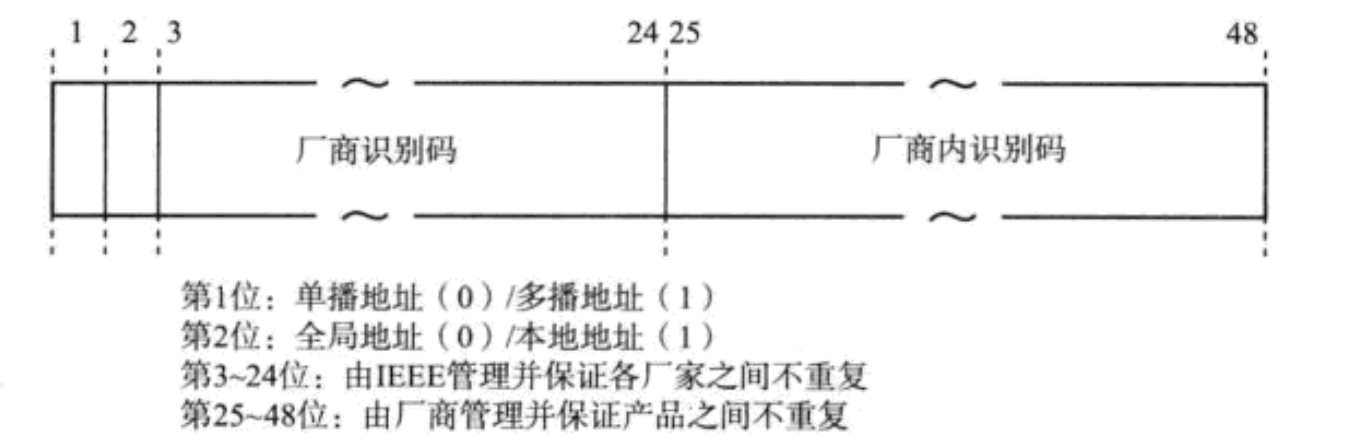 1 2 3 24 25 48
厂商识别码 厂商内识别码
第1位：单播地址（0）/多播地址（1）
第2位：全局地址（0）/本地地址（1）
第3~24位：由IEEE管理并保证各厂家之间不重复
第25~48位：由厂商管理并保证产品之间不重复